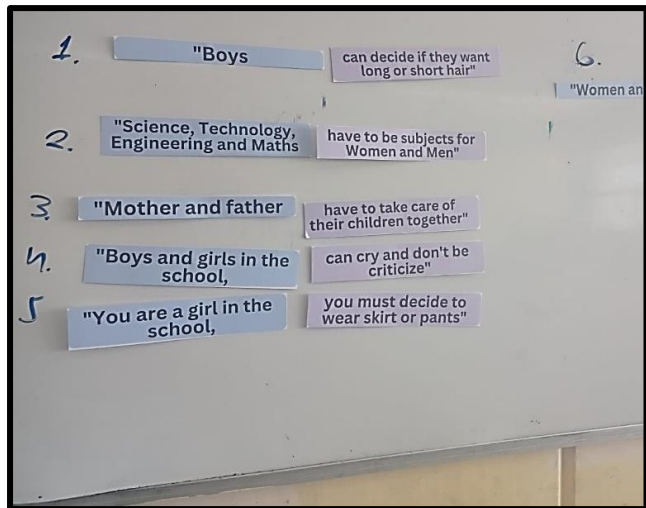 1. "Boys can decide if they want
long or short hair"
2. "Science, Technology,
Engineering and Maths
have to be subjects for
Women and Men"
3. "Mother and father
have to take care of
their children together"
4. "Boys and girls in the
school,
can cry and don't be
criticize"
5 "You are a girl in the
school,
you must decide to
wear skirt or pants"
6.
"Women an